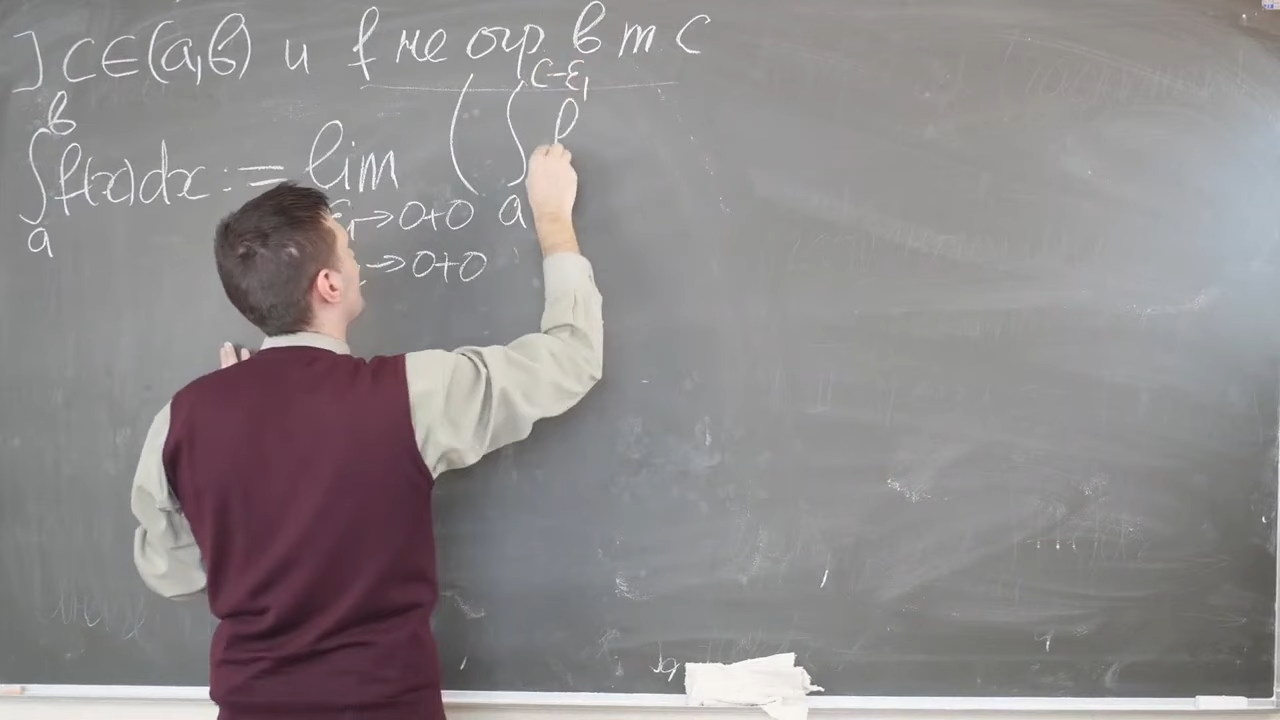 ] C∈(a,b) и f не огр в т C
∫ₐᵇ f(x)dx := lim ( ∫ₐ^{C-ε₁} f
ε₁→0+0
→0+0